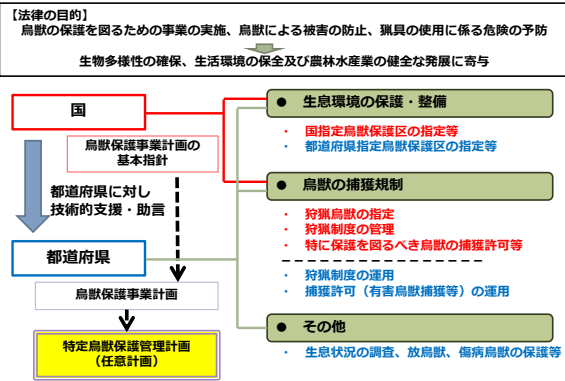 【法律の目的】
鳥獣の保護を図るための事業の実施、鳥獣による被害の防止、猟具の使用に係る危険の予防
生物多様性の確保、生活環境の保全及び農林水産業の健全な発展に寄与
国
鳥獣保護事業計画の
基本指針
都道府県に対し
技術的支援・助言
都道府県
鳥獣保護事業計画
特定鳥獣保護管理計画
（任意計画）
● 生息環境の保護・整備
・ 国指定鳥獣保護区の指定等
・ 都道府県指定鳥獣保護区の指定等
● 鳥獣の捕獲規制
・ 狩猟鳥獣の指定
・ 狩猟制度の管理
・ 特に保護を図るべき鳥獣の捕獲許可等
・ 狩猟制度の運用
・ 捕獲許可（有害鳥獣捕獲等）の運用
● その他
・ 生息状況の調査、放鳥獣、傷病鳥獣の保護等